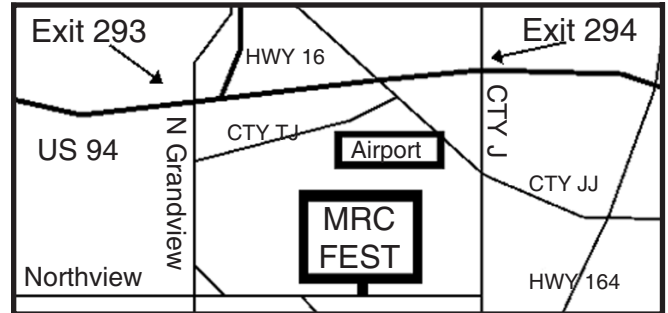 Exit 293
Exit 294
HWY 16
CTY J
N Grandview
CTY TJ
US 94
Airport
CTY JJ
MRC
FEST
Northview
HWY 164